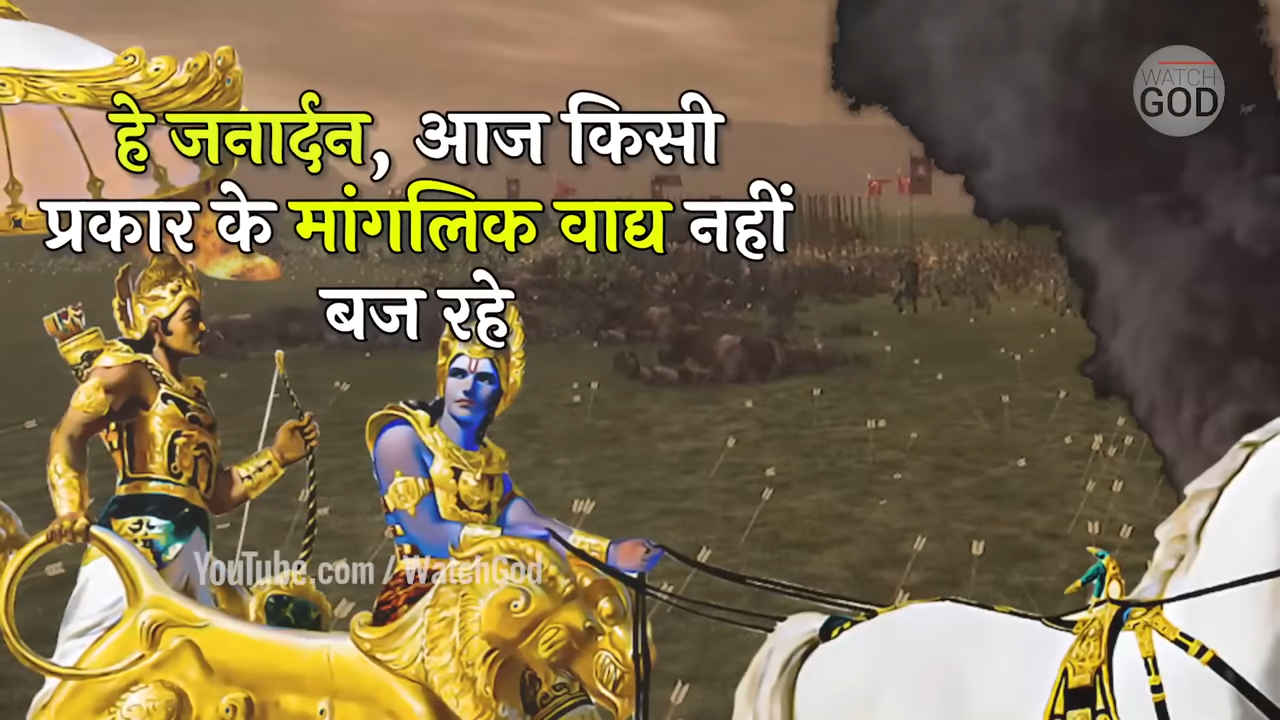 WATCH
GOD
हे जनार्दन, आज किसी
प्रकार के मांगलिक वाद्य नहीं
बज रहे
YouTube.com / WatchGod